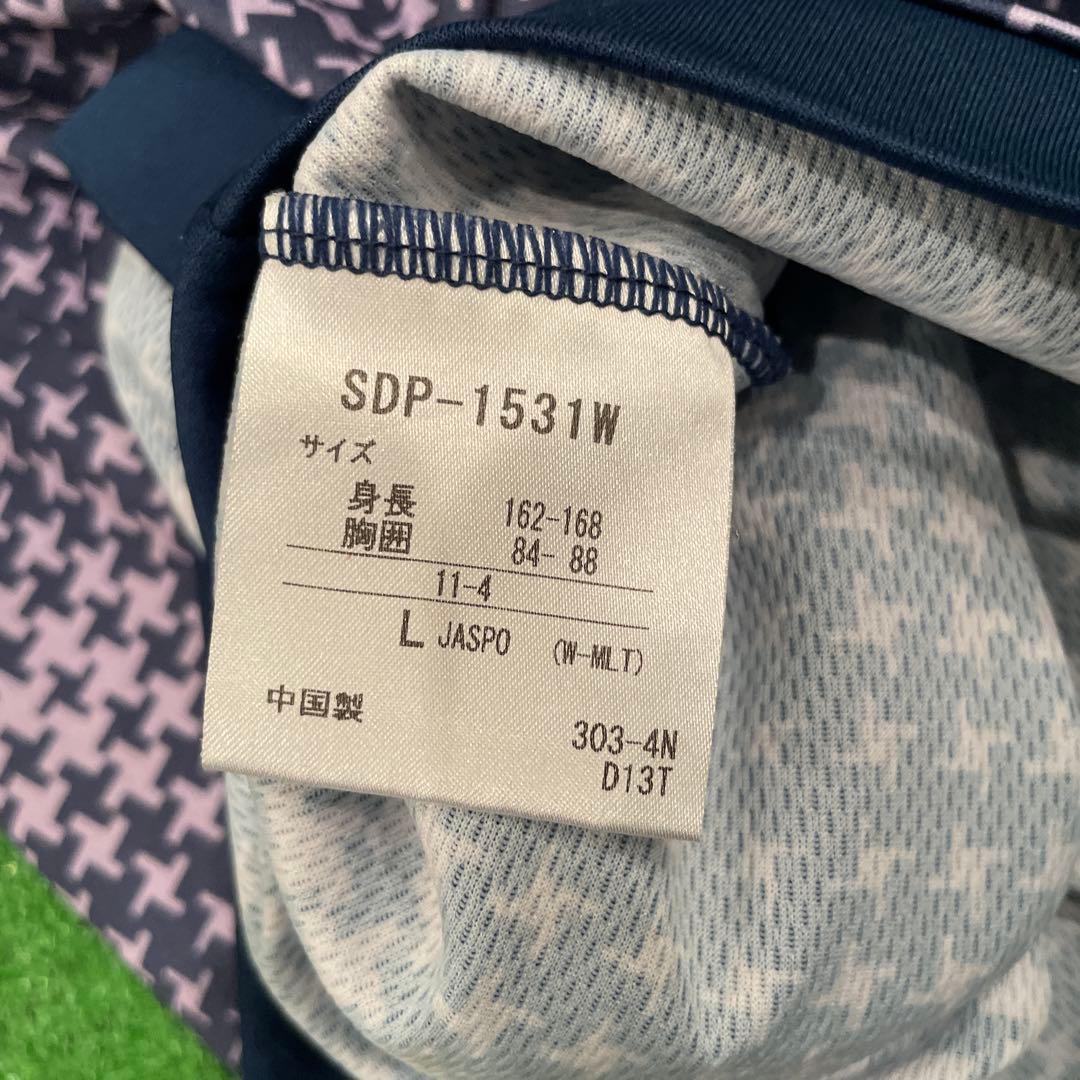 SDP-1531W
サイズ
身長 162-168
胸囲 84- 88
11-4
L JASPO (W-MLT)
中国製
303-4N
D13T